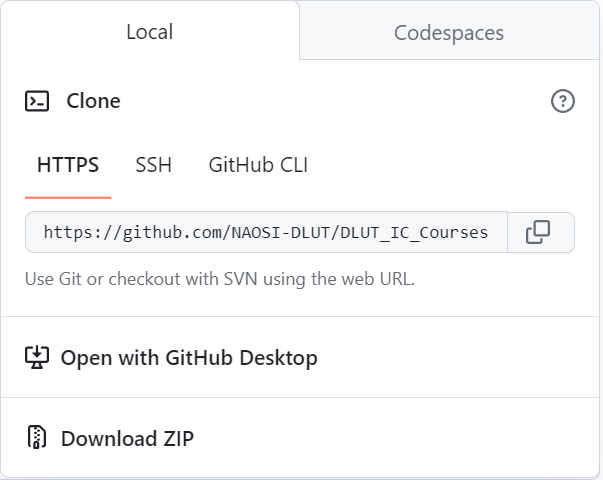 Local
Codespaces
Clone
HTTPS
SSH
GitHub CLI
https://github.com/NAOSI-DLUT/DLUT_IC_Courses
Use Git or checkout with SVN using the web URL.
Open with GitHub Desktop
Download ZIP